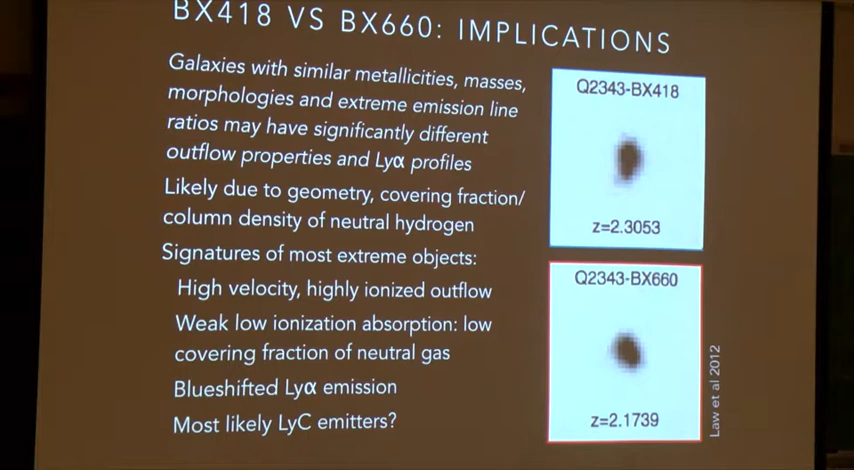 BX418 VS BX660: IMPLICATIONS
Galaxies with similar metallicities, masses,
morphologies and extreme emission line
ratios may have significantly different
outflow properties and Lyα profiles
Likely due to geometry, covering fraction/
column density of neutral hydrogen
Signatures of most extreme objects:
High velocity, highly ionized outflow
Weak low ionization absorption: low
covering fraction of neutral gas
Blueshifted Lyα emission
Most likely LyC emitters?
Q2343-BX418
z=2.3053
Q2343-BX660
z=2.1739
Law et al 2012